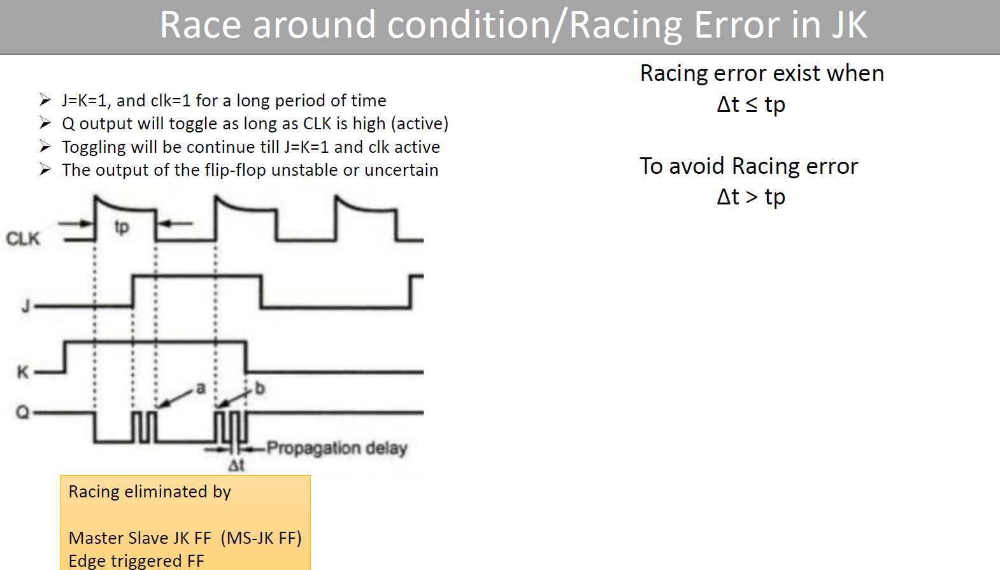 Race around condition/Racing Error in JK
➢ J=K=1, and clk=1 for a long period of time
➢ Q output will toggle as long as CLK is high (active)
➢ Toggling will be continue till J=K=1 and clk active
➢ The output of the flip-flop unstable or uncertain
Racing error exist when
Δt ≤ tp
To avoid Racing error
Δt > tp
tp
CLK
J
K
a
b
Q
Propagation delay
Δt
Racing eliminated by
Master Slave JK FF (MS-JK FF)
Edge triggered FF